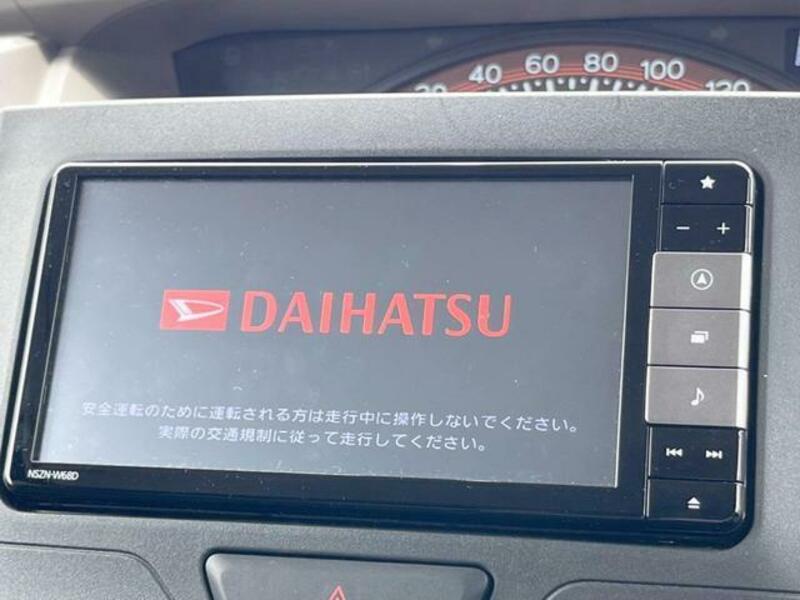 40 60 80 100 120
DAIHATSU
安全運転のために運転される方は走行中に操作しないでください。
実際の交通規制に従って走行してください。
NSZN-W68D